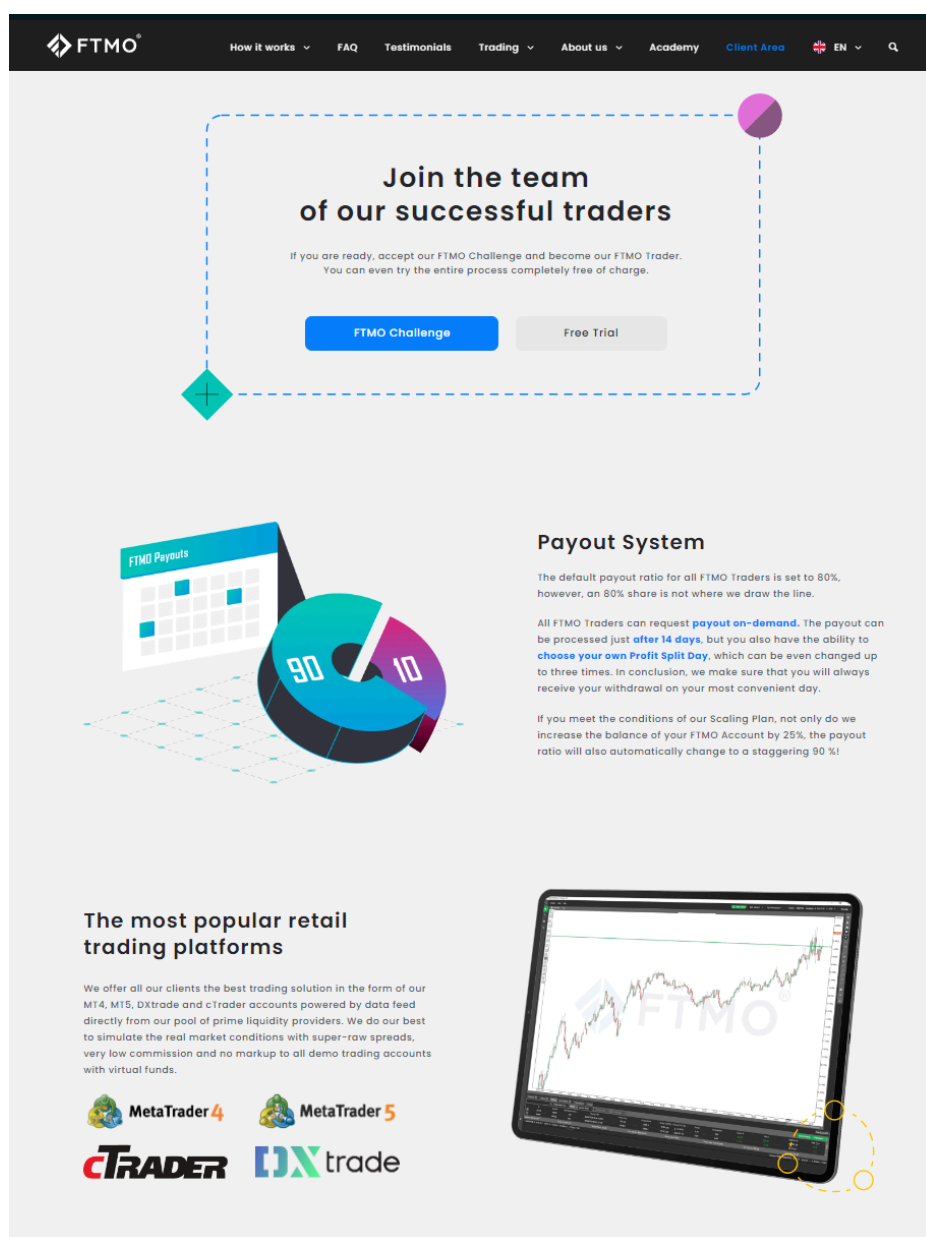 FTMO®
How it works FAQ Testimonials Trading About us Academy Client Area EN
Join the team
of our successful traders
If you are ready, accept our FTMO Challenge and become our FTMO Trader.
You can even try the entire process completely free of charge.
FTMO Challenge Free Trial
FTMO Payouts
90 10
Payout System
The default payout ratio for all FTMO Traders is set to 80%,
however, an 80% share is not where we draw the line.
All FTMO Traders can request payout on-demand. The payout can
be processed just after 14 days, but you also have the ability to
choose your own Profit Split Day, which can be even changed up
to three times. In conclusion, we make sure that you will always
receive your withdrawal on your most convenient day.
If you meet the conditions of our Scaling Plan, not only do we
increase the balance of your FTMO Account by 25%, the payout
ratio will also automatically change to a staggering 90 %!
The most popular retail
trading platforms
We offer all our clients the best trading solution in the form of our
MT4, MT5, DXtrade and cTrader accounts powered by data feed
directly from our pool of prime liquidity providers. We do our best
to simulate the real market conditions with super-raw spreads,
very low commission and no markup to all demo trading accounts
with virtual funds.
MetaTrader 4 MetaTrader 5
cTRADER DX trade
FTMO®